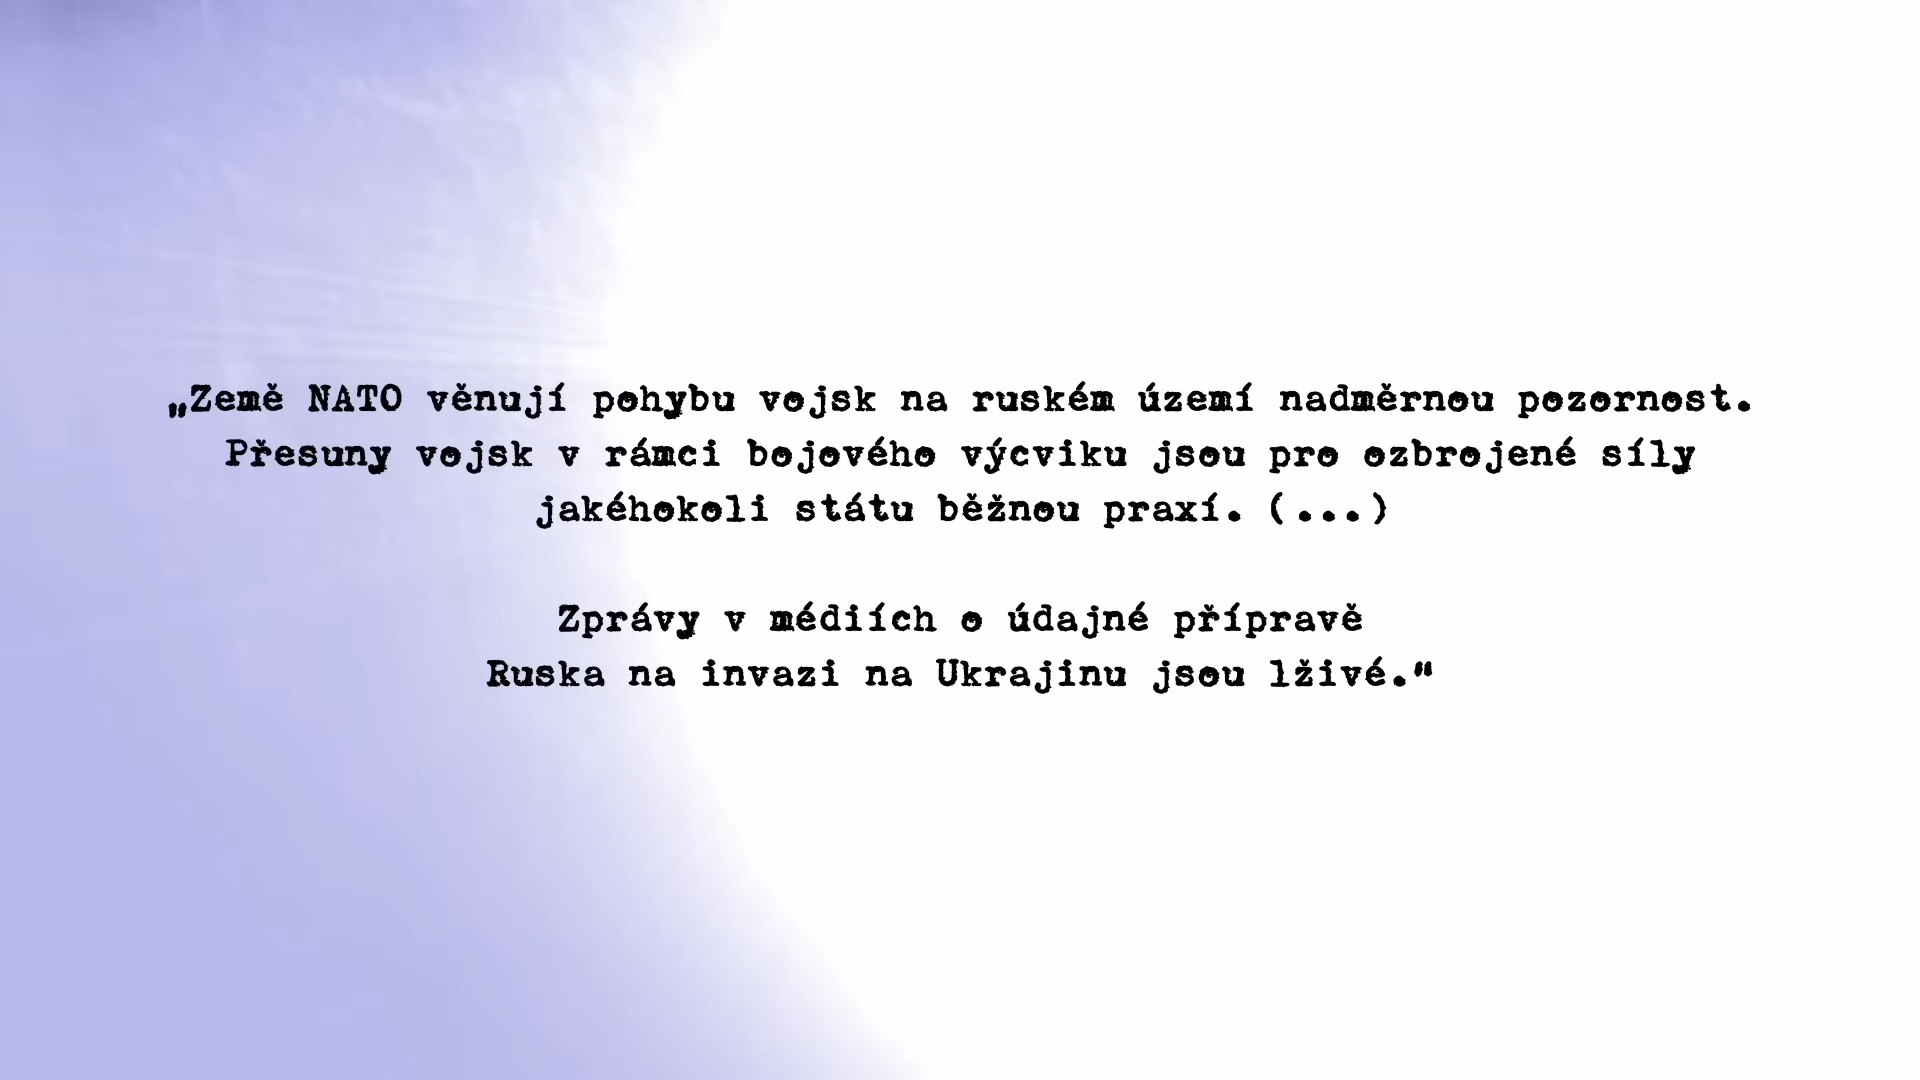 „Země NATO věnují pohybu vojsk na ruském území nadměrnou pozornost.
Přesuny vojsk v rámci bojového výcviku jsou pro ozbrojené síly
jakéhokoli státu běžnou praxí. (...)
Zprávy v médiích o údajné přípravě
Ruska na invazi na Ukrajinu jsou lživé.“